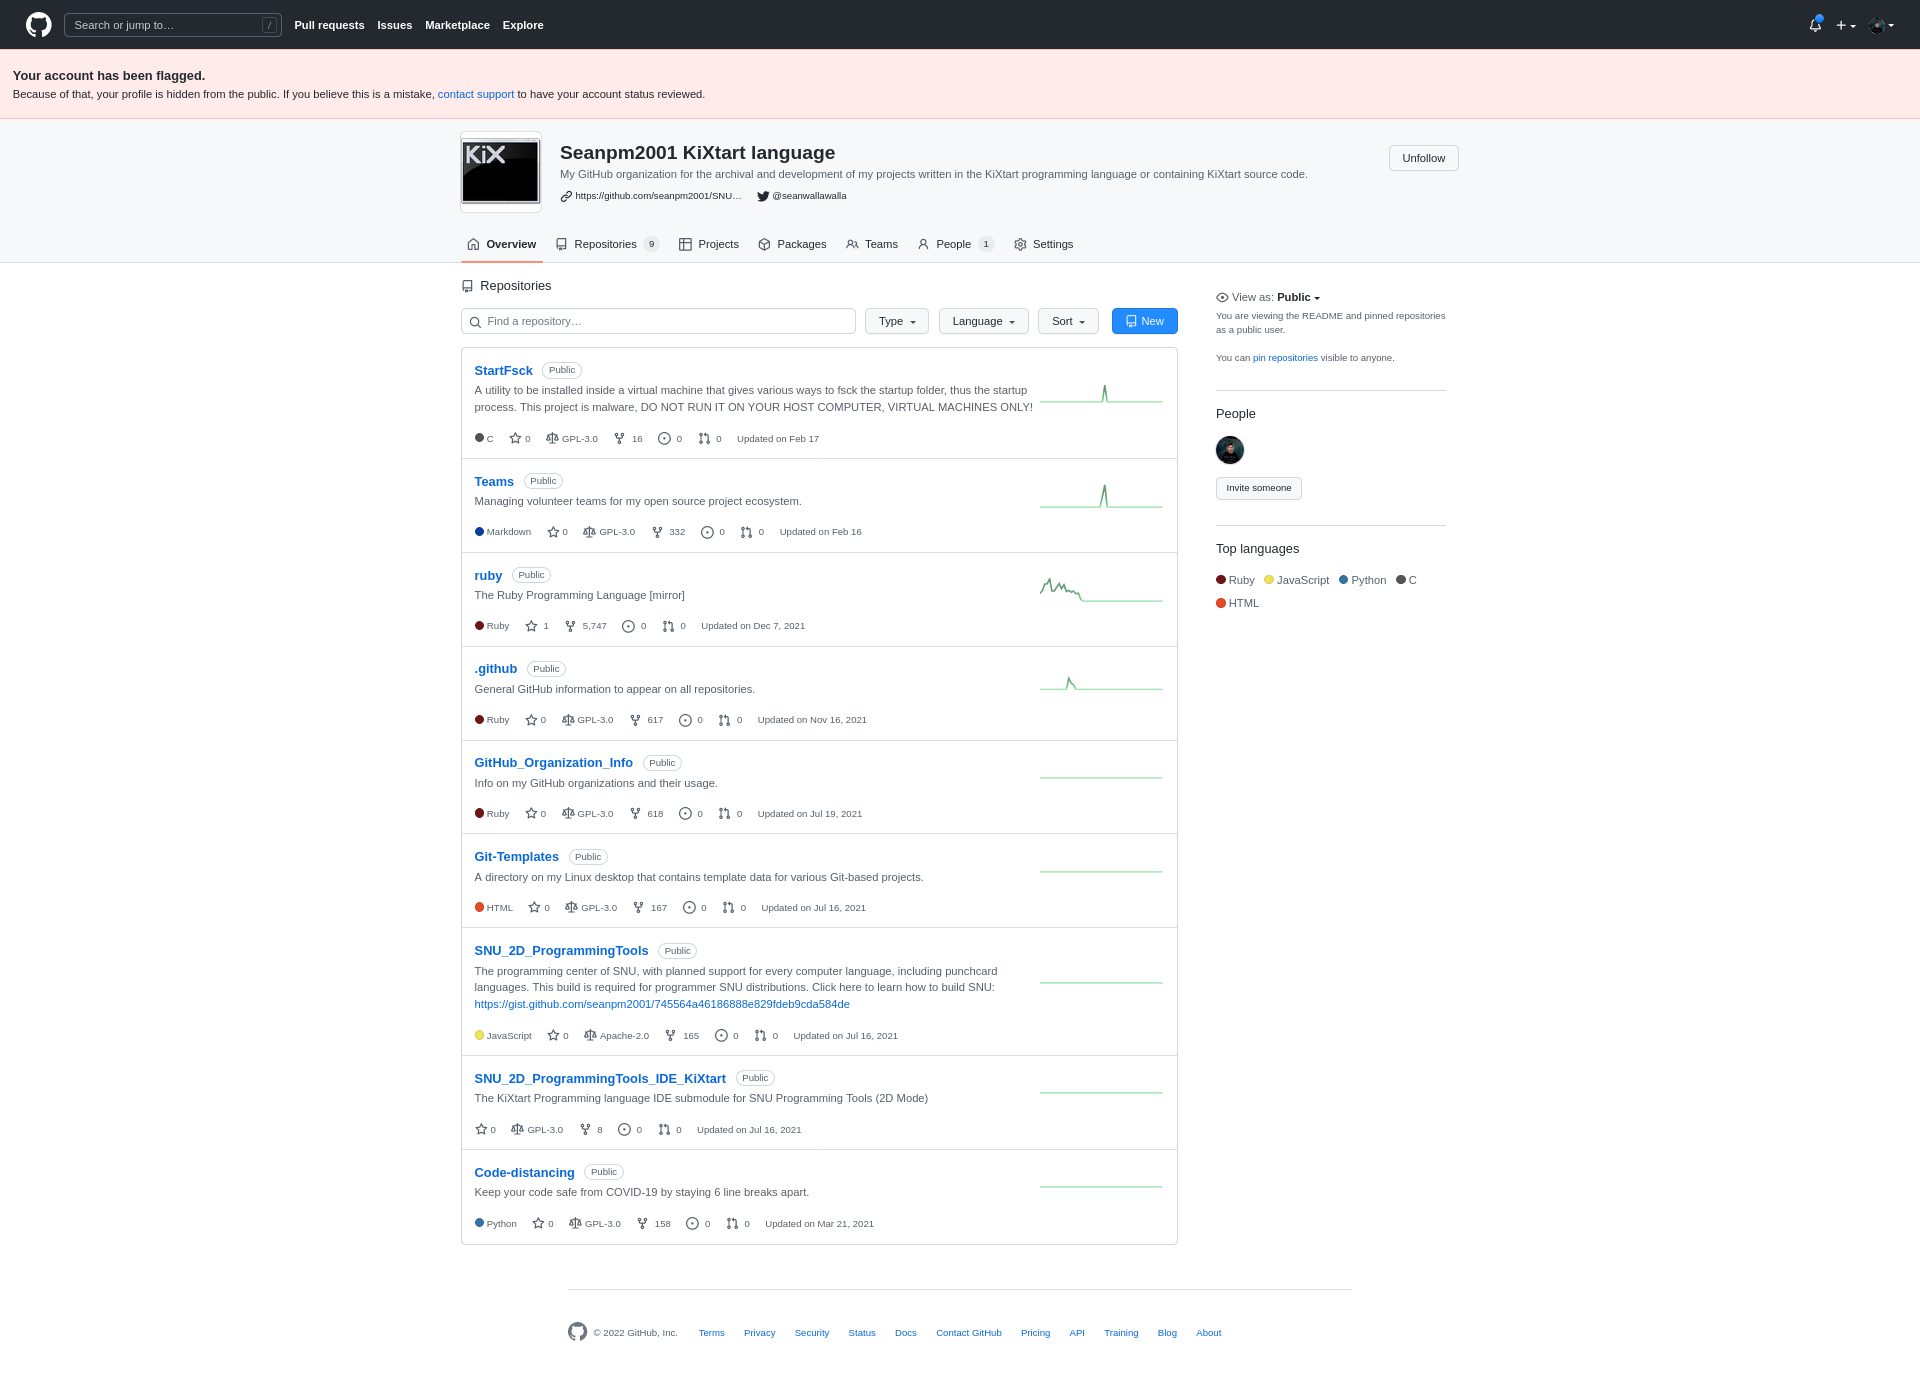 Search or jump to… /
Pull requests Issues Marketplace Explore
Your account has been flagged.
Because of that, your profile is hidden from the public. If you believe this is a mistake, contact support to have your account status reviewed.
KiX
Seanpm2001 KiXtart language
My GitHub organization for the archival and development of my projects written in the KiXtart programming language or containing KiXtart source code.
https://github.com/seanpm2001/SNU… @seanwallawalla
Unfollow
Overview Repositories 9 Projects Packages Teams People 1 Settings
Repositories
Find a repository… Type Language Sort New
StartFsck Public
A utility to be installed inside a virtual machine that gives various ways to fsck the startup folder, thus the startup
process. This project is malware, DO NOT RUN IT ON YOUR HOST COMPUTER, VIRTUAL MACHINES ONLY!
C 0 GPL-3.0 16 0 0 Updated on Feb 17
Teams Public
Managing volunteer teams for my open source project ecosystem.
Markdown 0 GPL-3.0 332 0 0 Updated on Feb 16
ruby Public
The Ruby Programming Language [mirror]
Ruby 1 5,747 0 0 Updated on Dec 7, 2021
.github Public
General GitHub information to appear on all repositories.
Ruby 0 GPL-3.0 617 0 0 Updated on Nov 16, 2021
GitHub_Organization_Info Public
Info on my GitHub organizations and their usage.
Ruby 0 GPL-3.0 618 0 0 Updated on Jul 19, 2021
Git-Templates Public
A directory on my Linux desktop that contains template data for various Git-based projects.
HTML 0 GPL-3.0 167 0 0 Updated on Jul 16, 2021
SNU_2D_ProgrammingTools Public
The programming center of SNU, with planned support for every computer language, including punchcard
languages. This build is required for programmer SNU distributions. Click here to learn how to build SNU:
https://gist.github.com/seanpm2001/745564a46186888e829fdeb9cda584de
JavaScript 0 Apache-2.0 165 0 0 Updated on Jul 16, 2021
SNU_2D_ProgrammingTools_IDE_KiXtart Public
The KiXtart Programming language IDE submodule for SNU Programming Tools (2D Mode)
0 GPL-3.0 8 0 0 Updated on Jul 16, 2021
Code-distancing Public
Keep your code safe from COVID-19 by staying 6 line breaks apart.
Python 0 GPL-3.0 158 0 0 Updated on Mar 21, 2021
View as: Public
You are viewing the README and pinned repositories
as a public user.
You can pin repositories visible to anyone.
People
Invite someone
Top languages
Ruby JavaScript Python C
HTML
© 2022 GitHub, Inc. Terms Privacy Security Status Docs Contact GitHub Pricing API Training Blog About